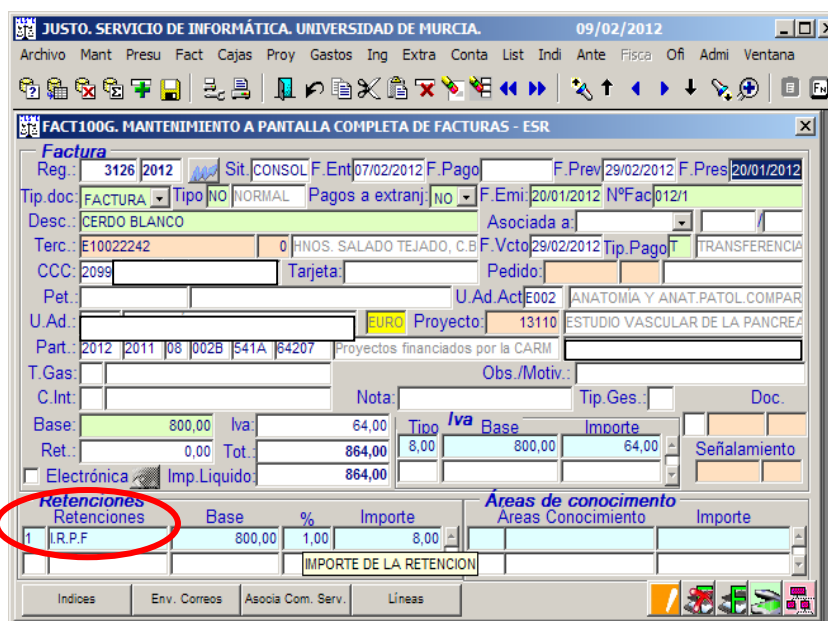 JUSTO. SERVICIO DE INFORMÁTICA. UNIVERSIDAD DE MURCIA. 09/02/2012
Archivo Mant Presu Fact Cajas Proy Gastos Ing Extra Conta List Indi Ante Fisca Ofi Admi Ventana
FACT100G. MANTENIMIENTO A PANTALLA COMPLETA DE FACTURAS - ESR
Factura
Reg.: 3126 2012 Sit. CONSOL F.Ent 07/02/2012 F.Pago F.Prev 29/02/2012 F.Pres 20/01/2012
Tip.doc: FACTURA Tipo NO NORMAL Pagos a extranj: NO F.Emi: 20/01/2012 NºFac 012/1
Desc.: CERDO BLANCO Asociada a: /
Terc.: E10022242 0 HNOS. SALADO TEJADO, C.B F.Vcto 29/02/2012 Tip.Pago T TRANSFERENCIA
CCC: 2099 Tarjeta: Pedido:
Pet.: U.Ad.Act E002 ANATOMIA Y ANAT.PATOL.COMPAR
U.Ad.: EURO Proyecto: 13110 ESTUDIO VASCULAR DE LA PANCREA
Part.: 2012 2011 08 002B 541A 64207 Proyectos financiados por la CARM
T.Gas: Obs./Motiv.:
C.Int: Nota: Tip.Ges.: Doc.
Base: 800,00 Iva: 64,00 Tipo Iva Base Importe
Ret.: 0,00 Tot.: 864,00 8,00 800,00 64,00 Señalamiento
Electrónica Imp.Liquido: 864,00
Retenciones Áreas de conocimento
Retenciones Base % Importe Areas Conocimiento Importe
1 I.R.P.F 800,00 1,00 8,00
IMPORTE DE LA RETENCION
Indices Env. Correos Asocia Com. Serv. Líneas